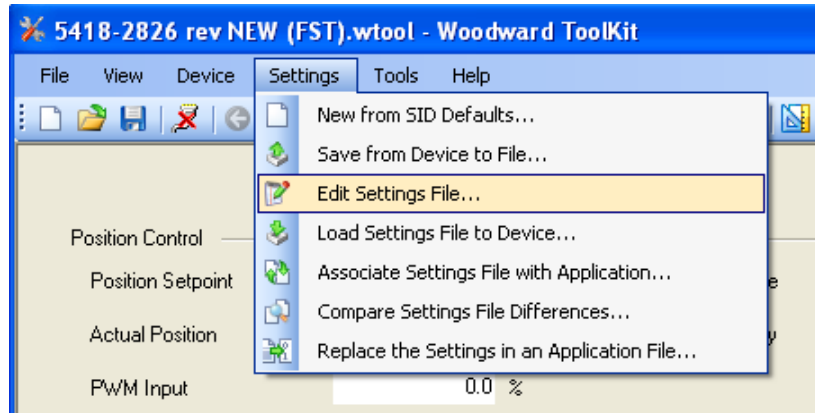 5418-2826 rev NEW (FST).wtool - Woodward ToolKit
File View Device Settings Tools Help
New from SID Defaults...
Save from Device to File...
Edit Settings File...
Load Settings File to Device...
Associate Settings File with Application...
Compare Settings File Differences...
Replace the Settings in an Application File...
Position Control
Position Setpoint
Actual Position
PWM Input 0.0 %